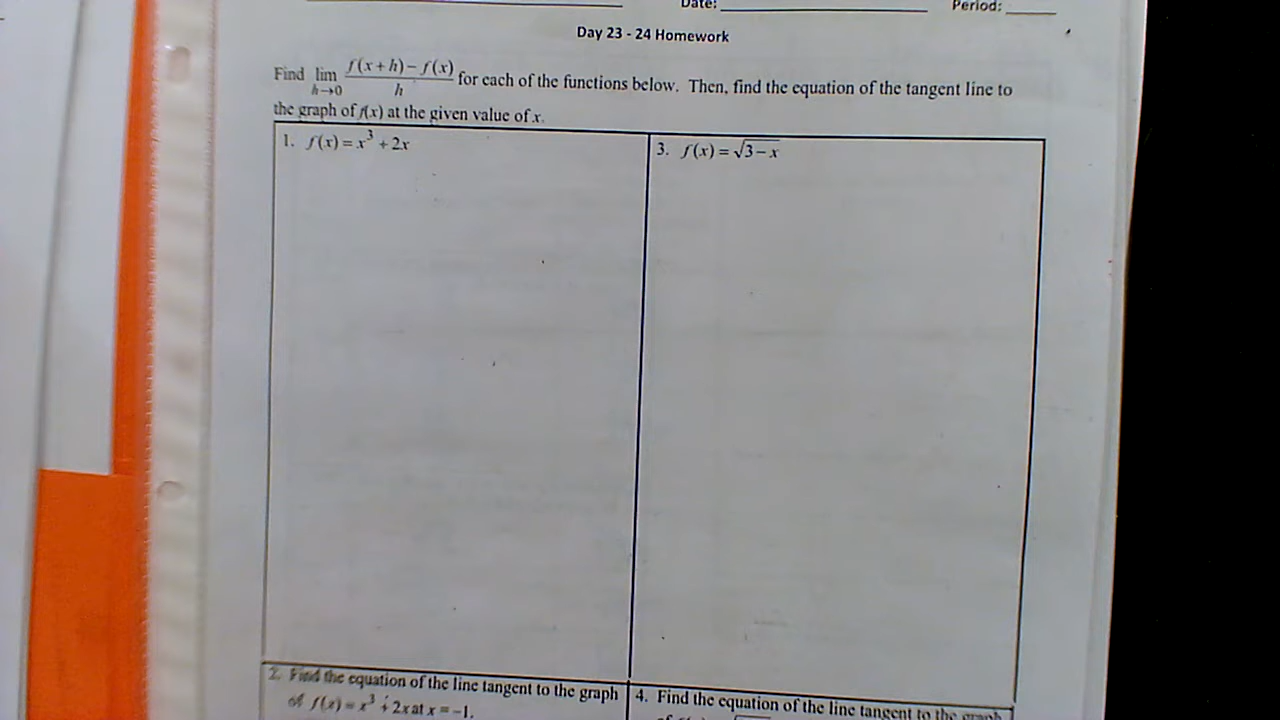 Date: ____ Period: ____
Day 23 - 24 Homework
Find lim h→0 f(x+h)−f(x) / h for each of the functions below. Then, find the equation of the tangent line to
the graph of f(x) at the given value of x.
1. f(x) = x³ + 2x
3. f(x) = √3−x
2. Find the equation of the line tangent to the graph
of f(x) = x³ + 2x at x = −1.
4. Find the equation of the line tangent to the graph